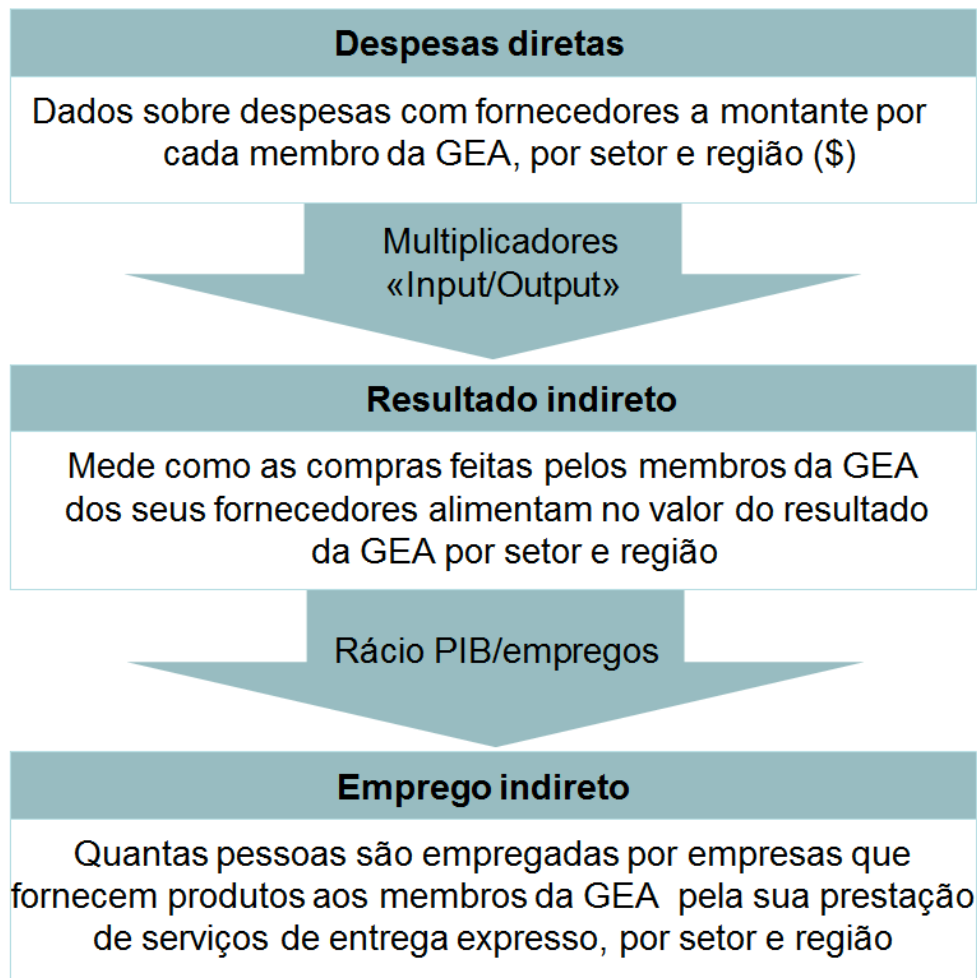 Despesas diretas
Dados sobre despesas com fornecedores a montante por
cada membro da GEA, por setor e região ($)
Multiplicadores
«Input/Output»
Resultado indireto
Mede como as compras feitas pelos membros da GEA
dos seus fornecedores alimentam no valor do resultado
da GEA por setor e região
Rácio PIB/empregos
Emprego indireto
Quantas pessoas são empregadas por empresas que
fornecem produtos aos membros da GEA pela sua prestação
de serviços de entrega expresso, por setor e região